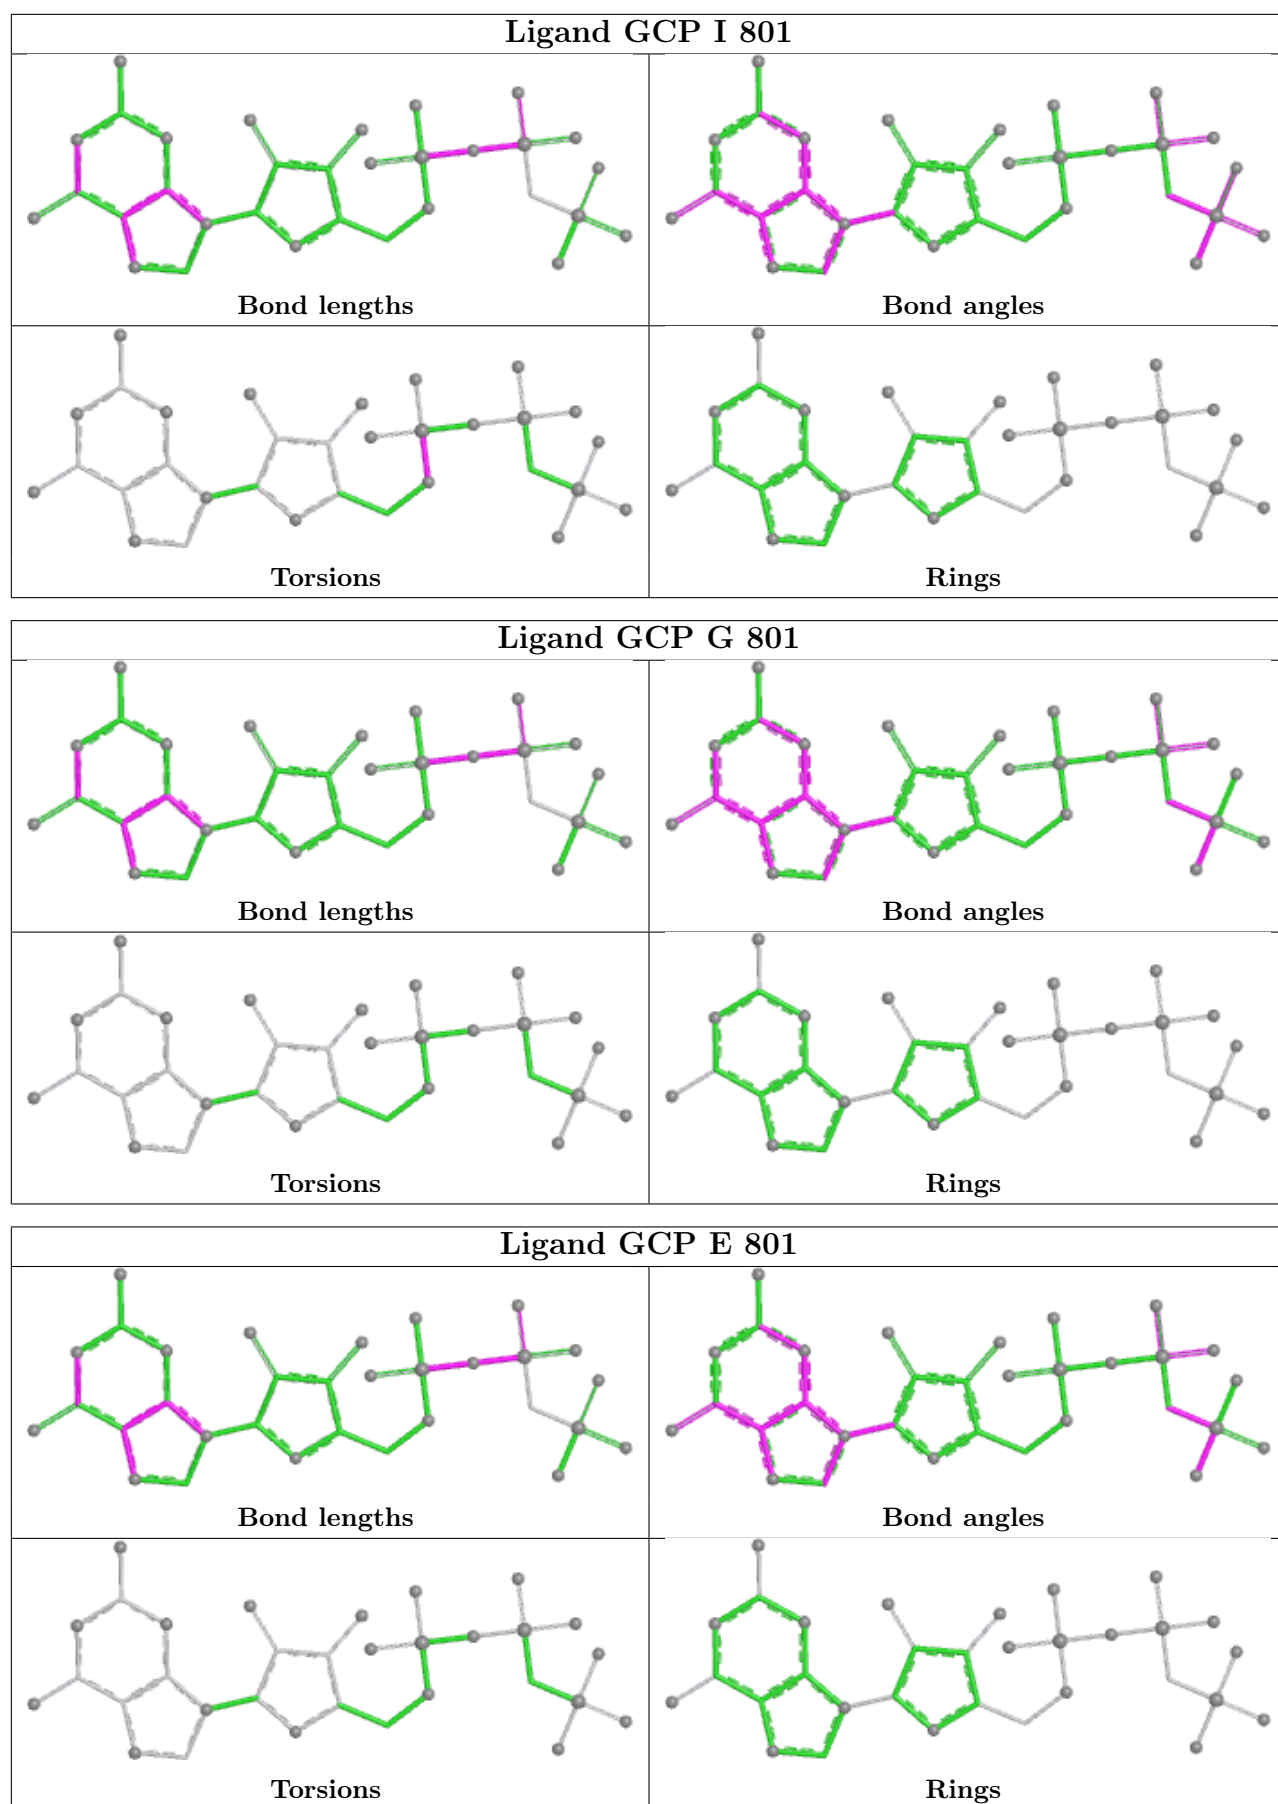 Ligand GCP I 801
Bond lengths
Bond angles
Torsions
Rings
Ligand GCP G 801
Bond lengths
Bond angles
Torsions
Rings
Ligand GCP E 801
Bond lengths
Bond angles
Torsions
Rings